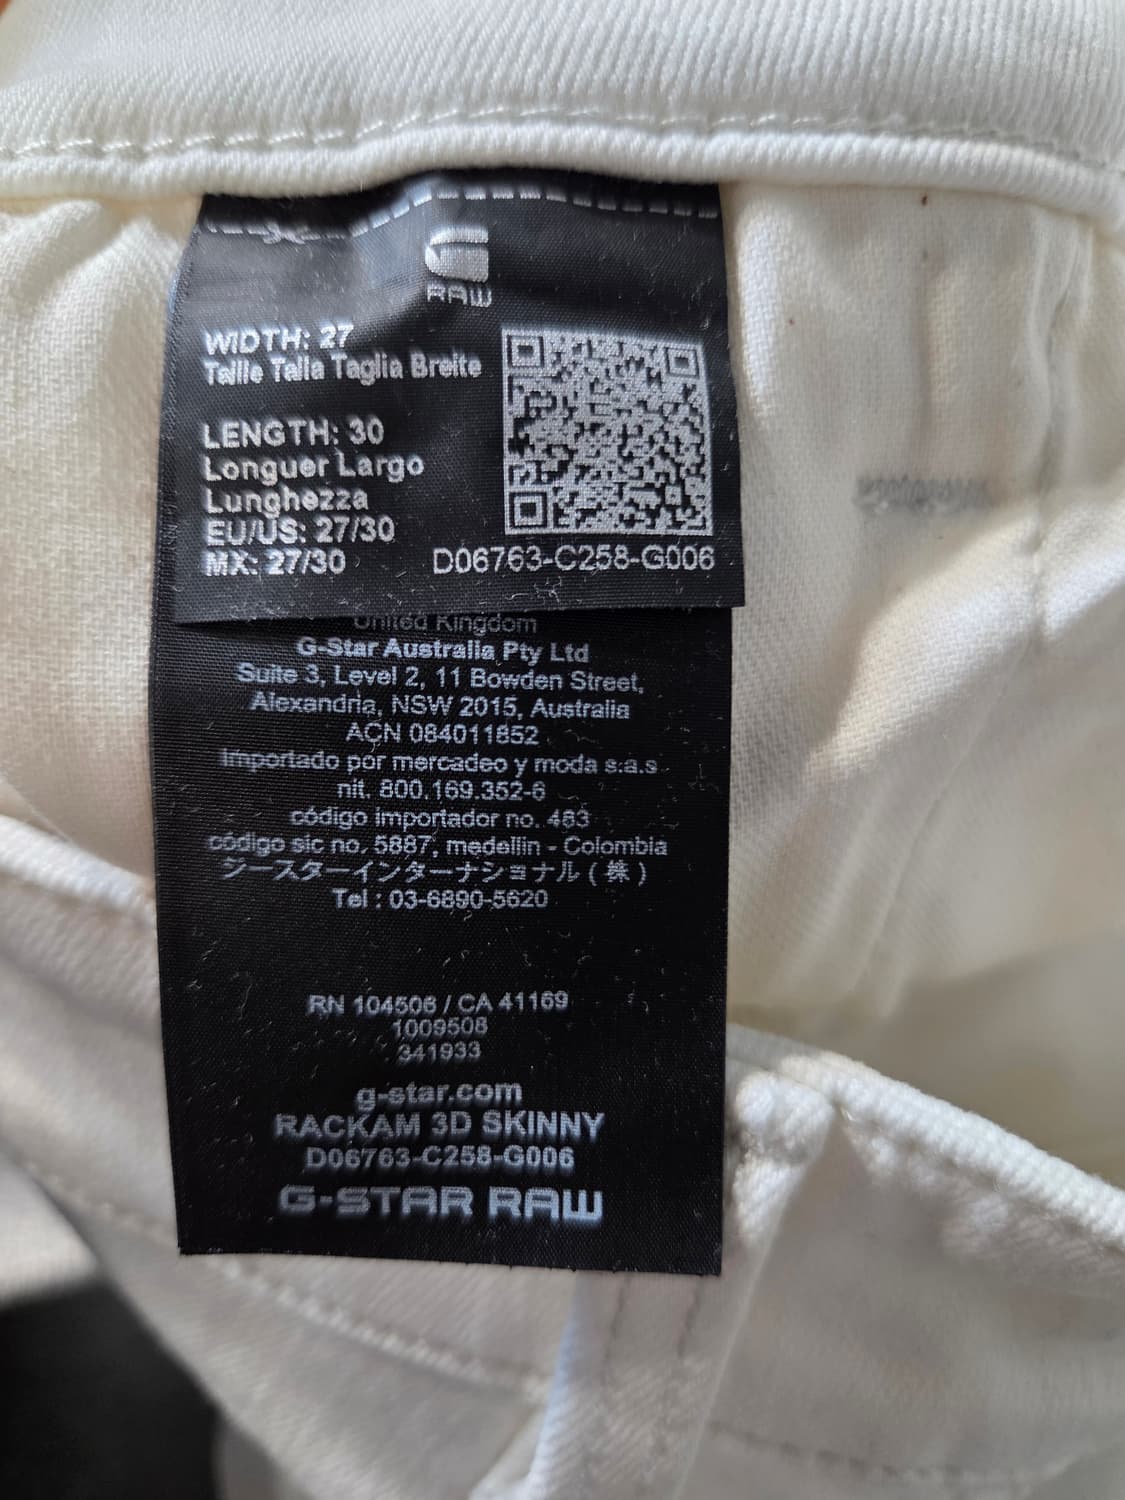 RAW
WIDTH: 27
Taille Talla Taglia Breite
LENGTH: 30
Longuer Largo
Lunghezza
EU/US: 27/30
MX: 27/30
D06763-C258-G006
United Kingdom
G-Star Australia Pty Ltd
Suite 3, Level 2, 11 Bowden Street,
Alexandria, NSW 2015, Australia
ACN 084011852
Importado por mercadeo y moda s.a.s
nit. 800.169.352-6
código importador no. 463
código sic no. 5887, medellin - Colombia
ジースターインターナショナル ( 株 )
Tel : 03-6890-5620
RN 104506 / CA 41169
1009508
341933
g-star.com
RACKAM 3D SKINNY
D06763-C258-G006
G-STAR RAW